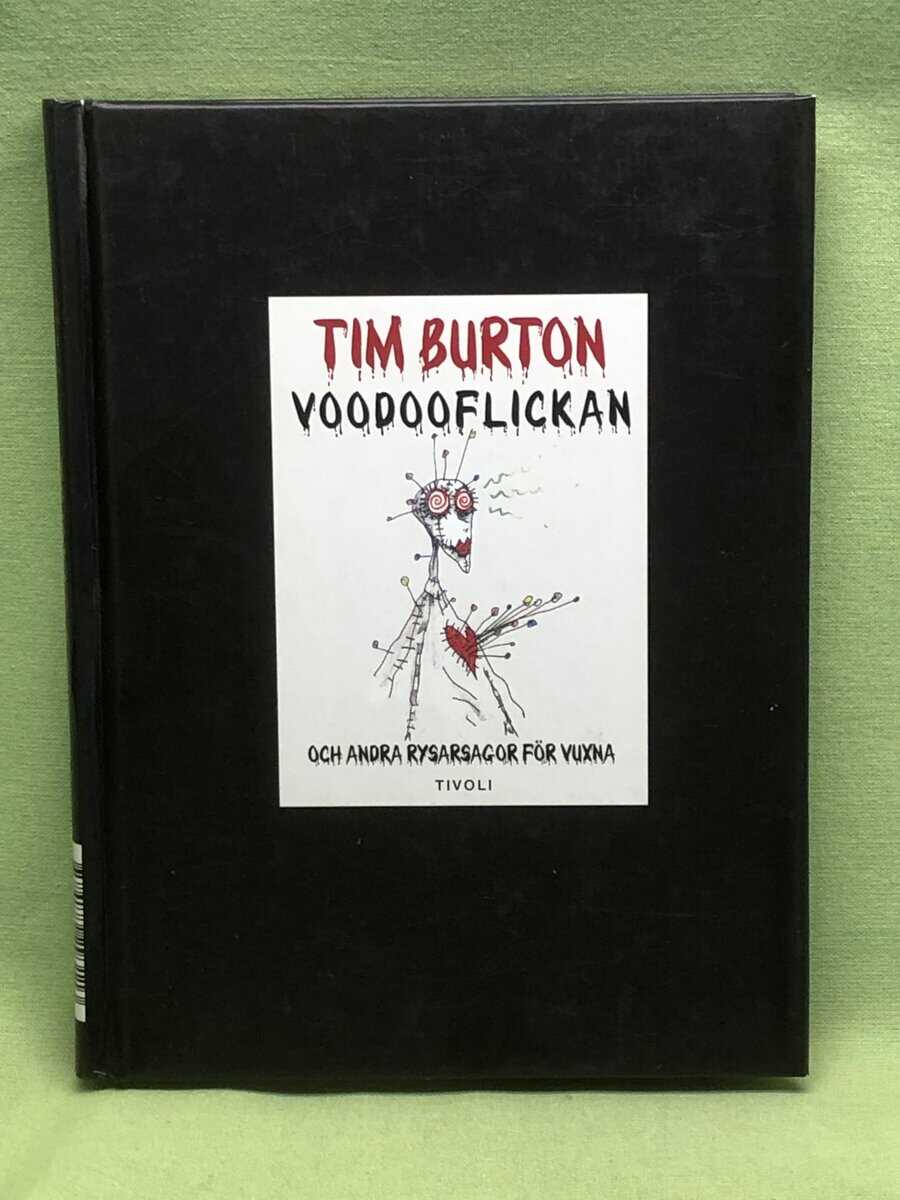 TIM BURTON
VOODOOFLICKAN
OCH ANDRA RYSARSAGOR FÖR VUXNA
TIVOLI